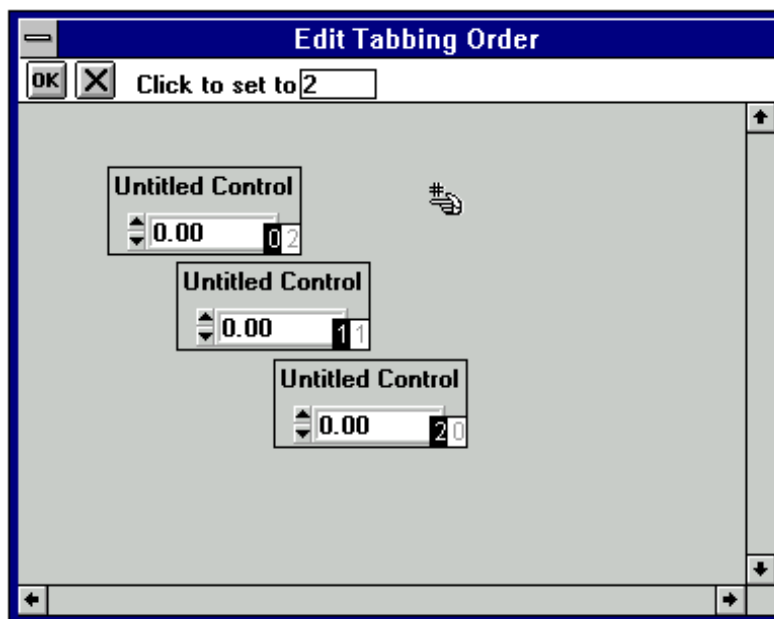 Edit Tabbing Order
OK Click to set to 2
Untitled Control
0.00 0 2
Untitled Control
0.00 1 1
Untitled Control
0.00 2 0